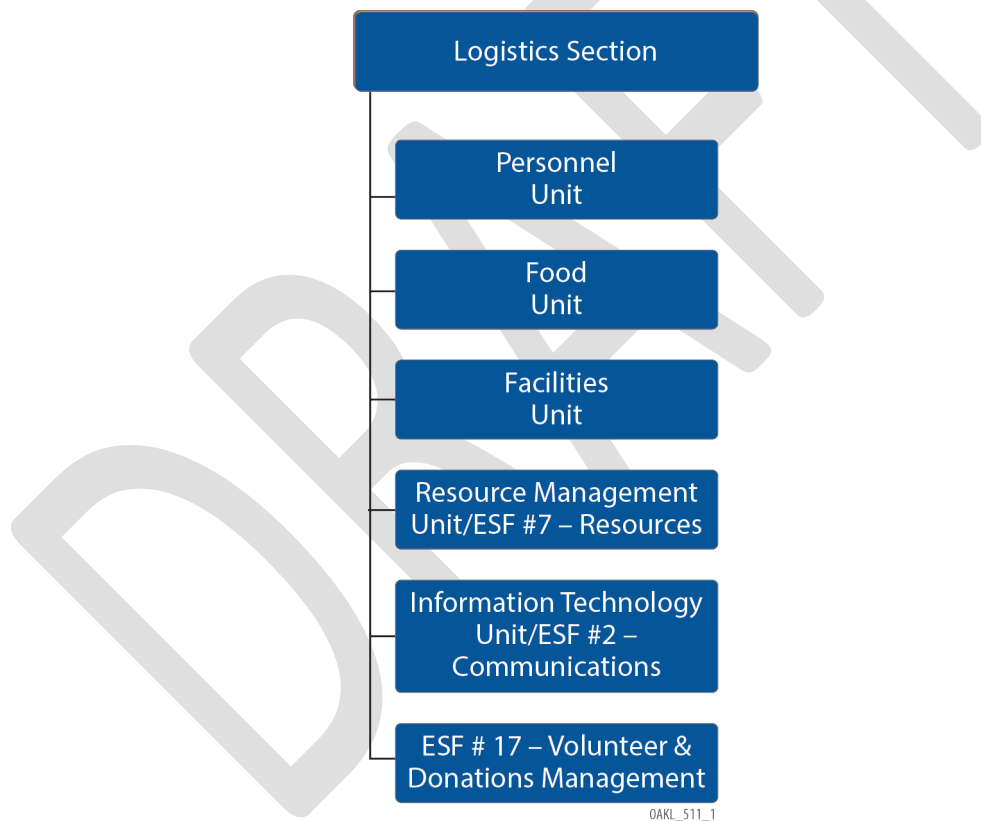 Logistics Section
Personnel
Unit
Food
Unit
Facilities
Unit
Resource Management
Unit/ESF #7 – Resources
Information Technology
Unit/ESF #2 –
Communications
ESF # 17 – Volunteer &
Donations Management
OAKL_511_1
DRAFT